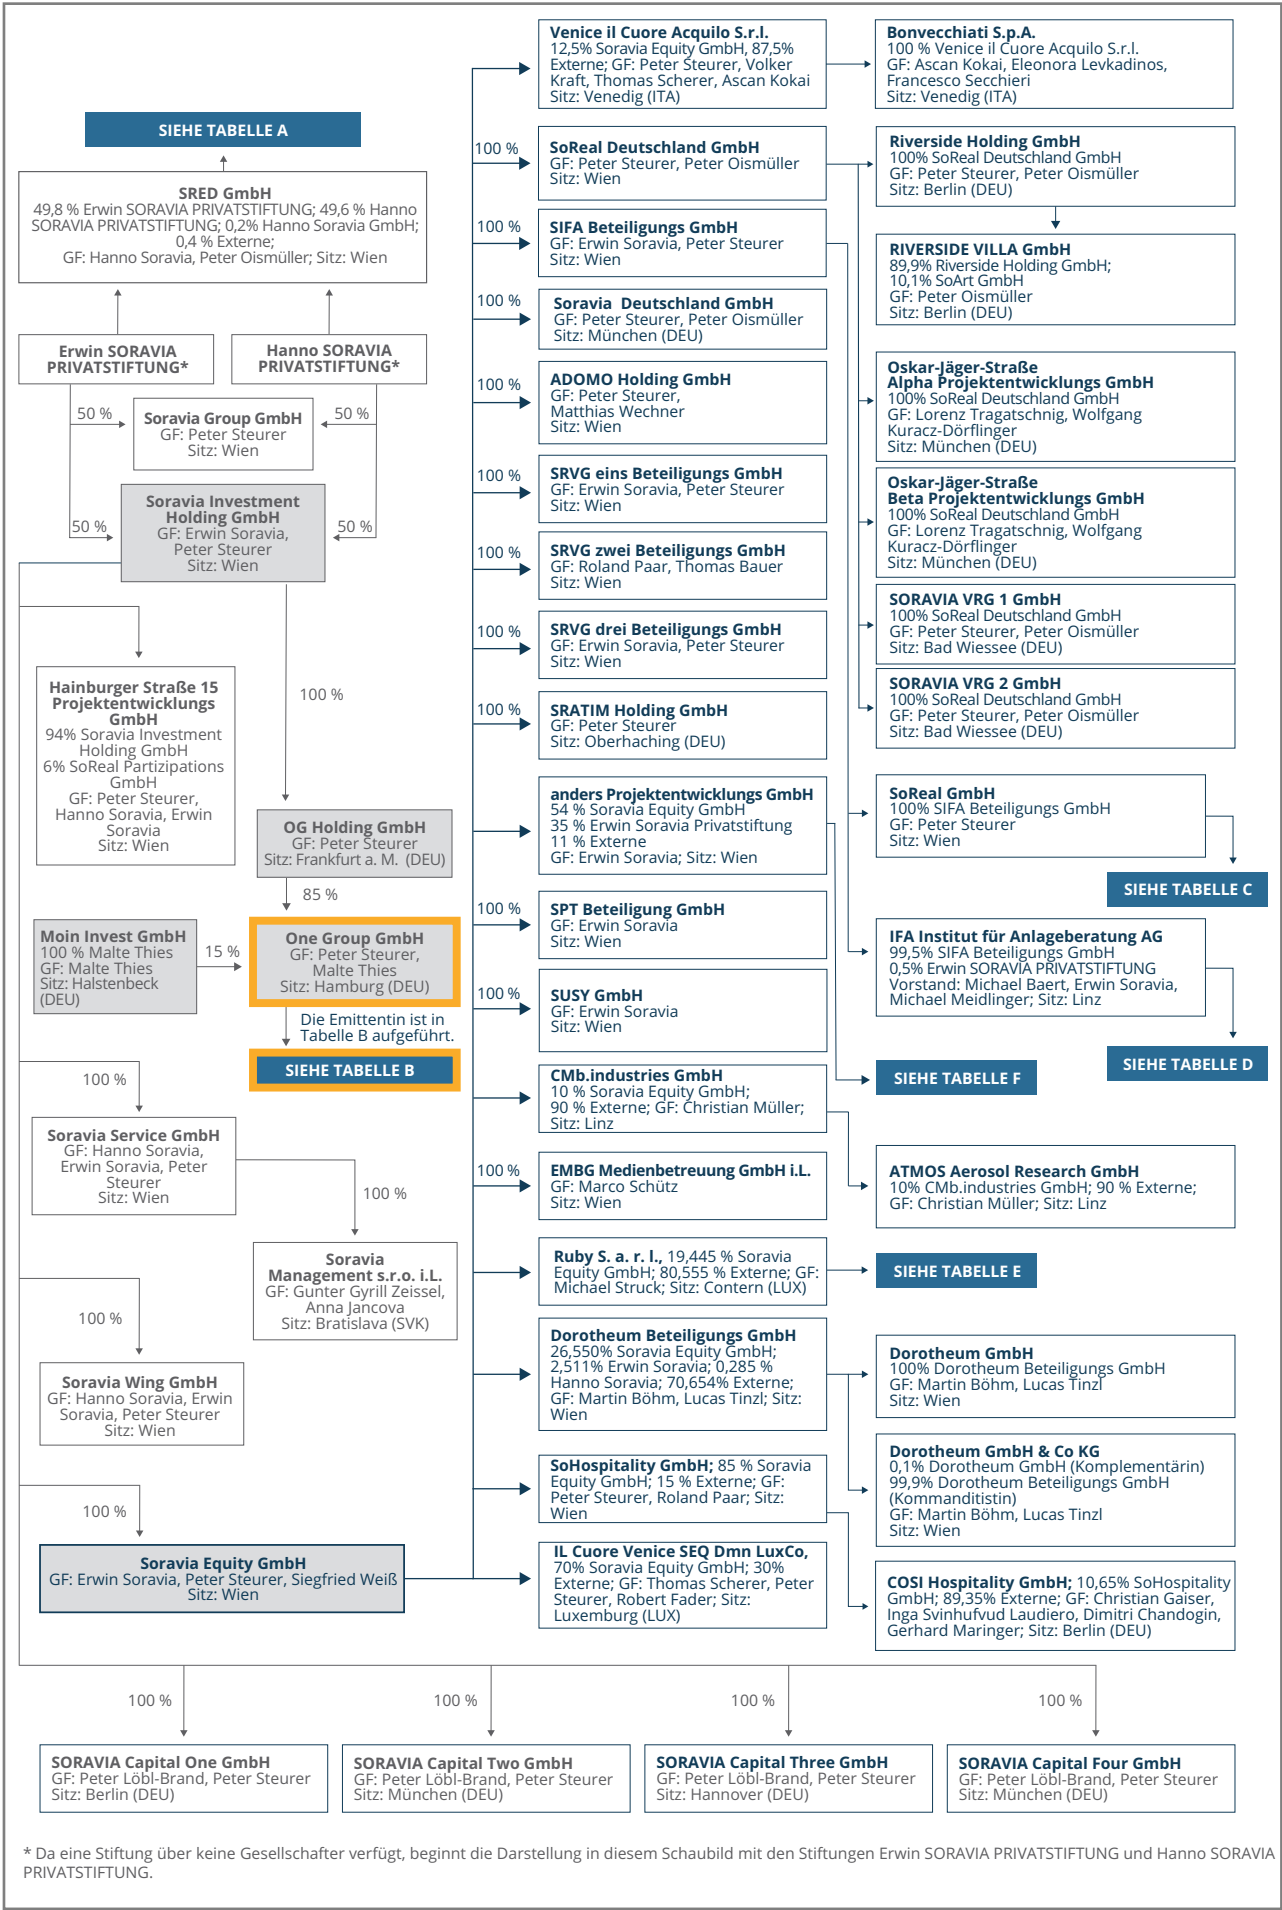 SIEHE TABELLE A
SRED GmbH
49,8 % Erwin SORAVIA PRIVATSTIFTUNG; 49,6 % Hanno
SORAVIA PRIVATSTIFTUNG; 0,2% Hanno Soravia GmbH;
0,4 % Externe;
GF: Hanno Soravia, Peter Oismüller; Sitz: Wien
Erwin SORAVIA
PRIVATSTIFTUNG*
Hanno SORAVIA
PRIVATSTIFTUNG*
50 %
Soravia Group GmbH
GF: Peter Steurer
Sitz: Wien
50 %
50 %
Soravia Investment
Holding GmbH
GF: Erwin Soravia,
Peter Steurer
Sitz: Wien
50 %
Hainburger Straße 15
Projektentwicklungs
GmbH
94% Soravia Investment
Holding GmbH
6% SoReal Partizipations
GmbH
GF: Peter Steurer,
Hanno Soravia, Erwin
Soravia
Sitz: Wien
100 %
OG Holding GmbH
GF: Peter Steurer
Sitz: Frankfurt a. M. (DEU)
85 %
Moin Invest GmbH
100 % Malte Thies
GF: Malte Thies
Sitz: Halstenbeck
(DEU)
15 %
One Group GmbH
GF: Peter Steurer,
Malte Thies
Sitz: Hamburg (DEU)
Die Emittentin ist in
Tabelle B aufgeführt.
SIEHE TABELLE B
100 %
Soravia Service GmbH
GF: Hanno Soravia,
Erwin Soravia, Peter
Steurer
Sitz: Wien
100 %
Soravia
Management s.r.o. i.L.
GF: Gunter Gyrill Zeissel,
Anna Jancova
Sitz: Bratislava (SVK)
100 %
Soravia Wing GmbH
GF: Hanno Soravia, Erwin
Soravia, Peter Steurer
Sitz: Wien
100 %
Soravia Equity GmbH
GF: Erwin Soravia, Peter Steurer, Siegfried Weiß
Sitz: Wien
Venice il Cuore Acquilo S.r.l.
12,5% Soravia Equity GmbH, 87,5%
Externe; GF: Peter Steurer, Volker
Kraft, Thomas Scherer, Ascan Kokai
Sitz: Venedig (ITA)
100 %
SoReal Deutschland GmbH
GF: Peter Steurer, Peter Oismüller
Sitz: Wien
100 %
SIFA Beteiligungs GmbH
GF: Erwin Soravia, Peter Steurer
Sitz: Wien
100 %
Soravia Deutschland GmbH
GF: Peter Steurer, Peter Oismüller
Sitz: München (DEU)
100 %
ADOMO Holding GmbH
GF: Peter Steurer,
Matthias Wechner
Sitz: Wien
100 %
SRVG eins Beteiligungs GmbH
GF: Erwin Soravia, Peter Steurer
Sitz: Wien
100 %
SRVG zwei Beteiligungs GmbH
GF: Roland Paar, Thomas Bauer
Sitz: Wien
100 %
SRVG drei Beteiligungs GmbH
GF: Erwin Soravia, Peter Steurer
Sitz: Wien
100 %
SRATIM Holding GmbH
GF: Peter Steurer
Sitz: Oberhaching (DEU)
anders Projektentwicklungs GmbH
54 % Soravia Equity GmbH
35 % Erwin Soravia Privatstiftung
11 % Externe
GF: Erwin Soravia; Sitz: Wien
100 %
SPT Beteiligung GmbH
GF: Erwin Soravia
Sitz: Wien
100 %
SUSY GmbH
GF: Erwin Soravia
Sitz: Wien
CMb.industries GmbH
10 % Soravia Equity GmbH;
90 % Externe; GF: Christian Müller;
Sitz: Linz
100 %
EMBG Medienbetreuung GmbH i.L.
GF: Marco Schütz
Sitz: Wien
Ruby S. a. r. l., 19,445 % Soravia
Equity GmbH; 80,555 % Externe; GF:
Michael Struck; Sitz: Contern (LUX)
Dorotheum Beteiligungs GmbH
26,550% Soravia Equity GmbH;
2,511% Erwin Soravia; 0,285 %
Hanno Soravia; 70,654% Externe;
GF: Martin Böhm, Lucas Tinzl; Sitz:
Wien
SoHospitality GmbH; 85 % Soravia
Equity GmbH; 15 % Externe; GF:
Peter Steurer, Roland Paar; Sitz:
Wien
IL Cuore Venice SEQ Dmn LuxCo,
70% Soravia Equity GmbH; 30%
Externe; GF: Thomas Scherer, Peter
Steurer, Robert Fader; Sitz:
Luxemburg (LUX)
Bonvecchiati S.p.A.
100 % Venice il Cuore Acquilo S.r.l.
GF: Ascan Kokai, Eleonora Levkadinos,
Francesco Secchieri
Sitz: Venedig (ITA)
Riverside Holding GmbH
100% SoReal Deutschland GmbH
GF: Peter Steurer, Peter Oismüller
Sitz: Berlin (DEU)
RIVERSIDE VILLA GmbH
89,9% Riverside Holding GmbH;
10,1% SoArt GmbH
GF: Peter Oismüller
Sitz: Berlin (DEU)
Oskar-Jäger-Straße
Alpha Projektentwicklungs GmbH
100% SoReal Deutschland GmbH
GF: Lorenz Tragatschnig, Wolfgang
Kuracz-Dörflinger
Sitz: München (DEU)
Oskar-Jäger-Straße
Beta Projektentwicklungs GmbH
100% SoReal Deutschland GmbH
GF: Lorenz Tragatschnig, Wolfgang
Kuracz-Dörflinger
Sitz: München (DEU)
SORAVIA VRG 1 GmbH
100% SoReal Deutschland GmbH
GF: Peter Steurer, Peter Oismüller
Sitz: Bad Wiessee (DEU)
SORAVIA VRG 2 GmbH
100% SoReal Deutschland GmbH
GF: Peter Steurer, Peter Oismüller
Sitz: Bad Wiessee (DEU)
SoReal GmbH
100% SIFA Beteiligungs GmbH
GF: Peter Steurer
Sitz: Wien
SIEHE TABELLE C
IFA Institut für Anlageberatung AG
99,5% SIFA Beteiligungs GmbH
0,5% Erwin SORAVIA PRIVATSTIFTUNG
Vorstand: Michael Baert, Erwin Soravia,
Michael Meidlinger; Sitz: Linz
SIEHE TABELLE D
SIEHE TABELLE F
ATMOS Aerosol Research GmbH
10% CMb.industries GmbH; 90 % Externe;
GF: Christian Müller; Sitz: Linz
SIEHE TABELLE E
Dorotheum GmbH
100% Dorotheum Beteiligungs GmbH
GF: Martin Böhm, Lucas Tinzl
Sitz: Wien
Dorotheum GmbH & Co KG
0,1% Dorotheum GmbH (Komplementärin)
99,9% Dorotheum Beteiligungs GmbH
(Kommanditistin)
GF: Martin Böhm, Lucas Tinzl
Sitz: Wien
COSI Hospitality GmbH; 10,65% SoHospitality
GmbH; 89,35% Externe; GF: Christian Gaiser,
Inga Svinhufvud Laudiero, Dimitri Chandogin,
Gerhard Maringer; Sitz: Berlin (DEU)
100 %
100 %
100 %
100 %
SORAVIA Capital One GmbH
GF: Peter Löbl-Brand, Peter Steurer
Sitz: Berlin (DEU)
SORAVIA Capital Two GmbH
GF: Peter Löbl-Brand, Peter Steurer
Sitz: München (DEU)
SORAVIA Capital Three GmbH
GF: Peter Löbl-Brand, Peter Steurer
Sitz: Hannover (DEU)
SORAVIA Capital Four GmbH
GF: Peter Löbl-Brand, Peter Steurer
Sitz: München (DEU)
* Da eine Stiftung über keine Gesellschafter verfügt, beginnt die Darstellung in diesem Schaubild mit den Stiftungen Erwin SORAVIA PRIVATSTIFTUNG und Hanno SORAVIA
PRIVATSTIFTUNG.